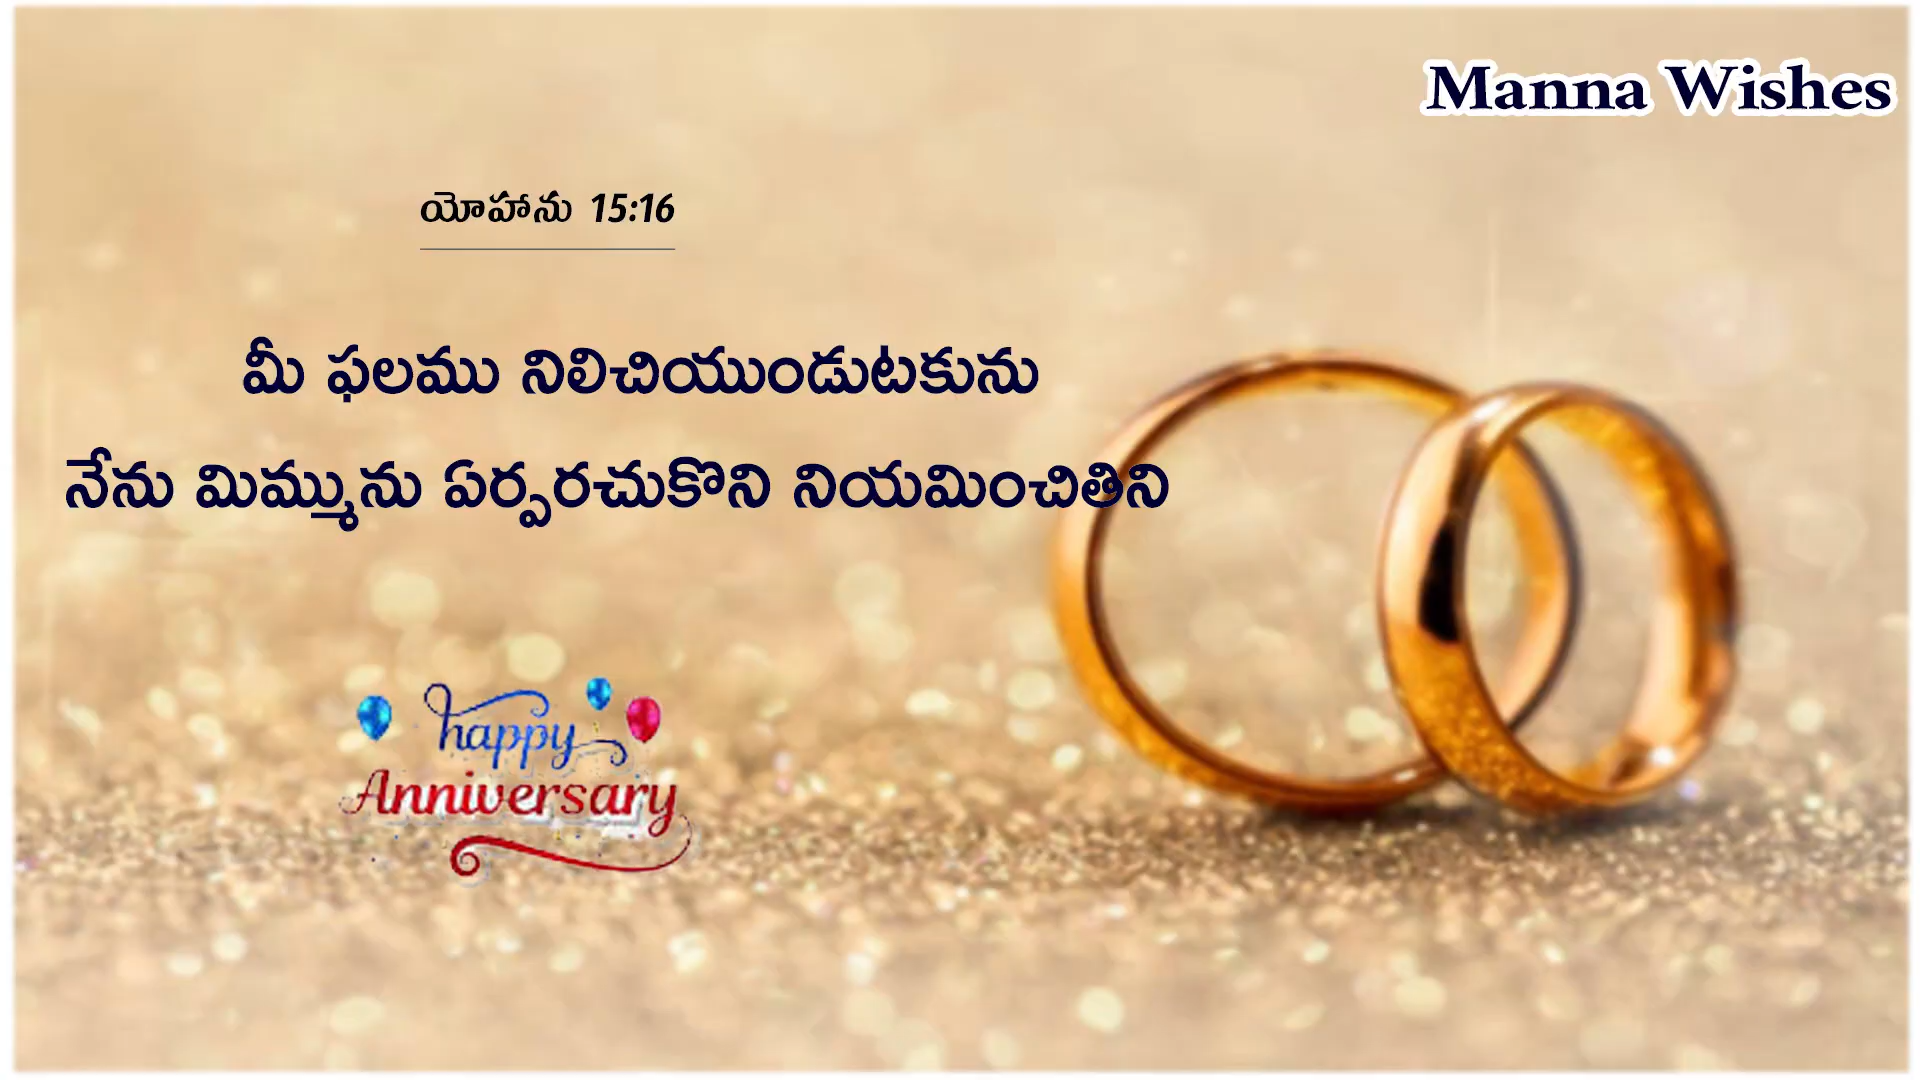 Manna Wishes
యోహాను 15:16
మీ ఫలము నిలిచియుండుటకును
నేను మిమ్మును ఏర్పరచుకొని నియమించితిని
happy
Anniversary